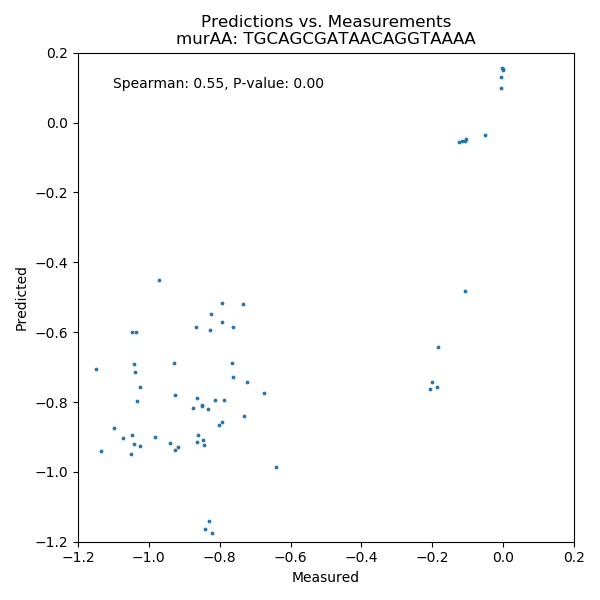 Predictions vs. Measurements
murAA: TGCAGCGATAACAGGTAAAA
Spearman: 0.55, P-value: 0.00
0.2
0.0
−0.2
−0.4
−0.6
−0.8
−1.0
−1.2
Predicted
−1.2 −1.0 −0.8 −0.6 −0.4 −0.2 0.0 0.2
Measured